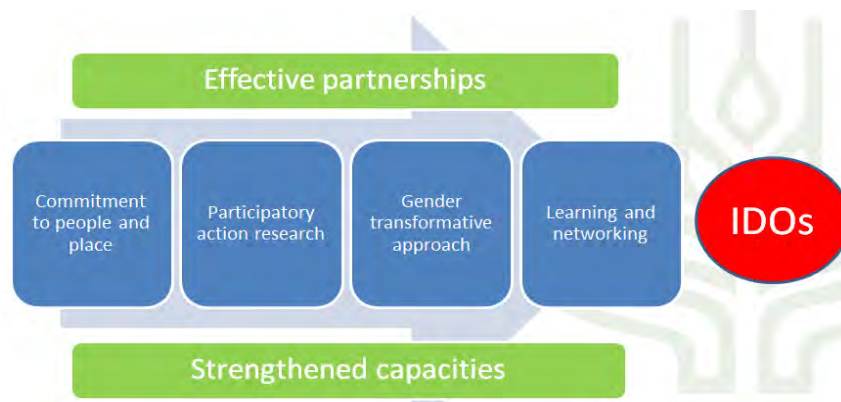 Effective partnerships
Commitment
to people and
place
Participatory
action research
Gender
transformative
approach
Learning and
networking
IDOs
Strengthened capacities